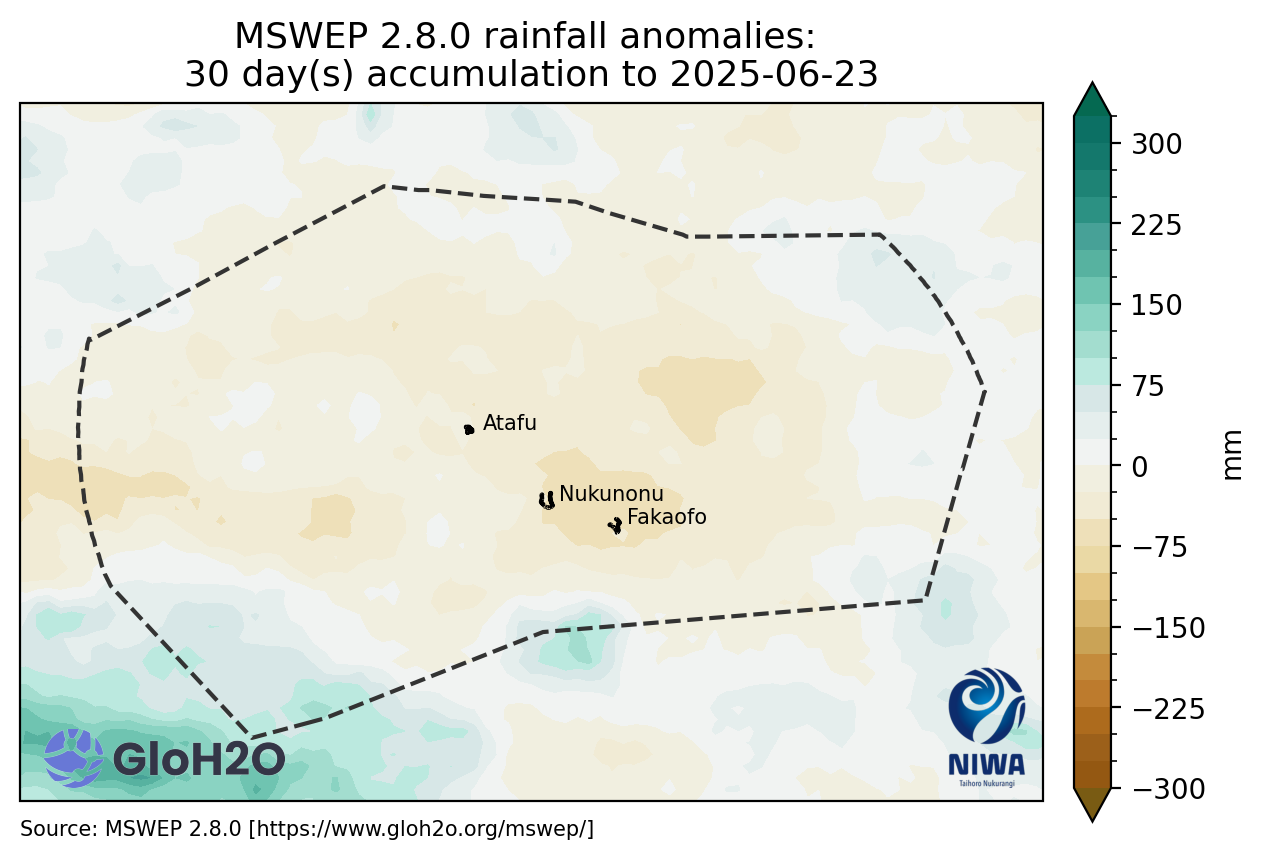 MSWEP 2.8.0 rainfall anomalies:
30 day(s) accumulation to 2025-06-23
300
225
150
75
0
−75
−150
−225
−300
mm
Atafu
Nukunonu
Fakaofo
GloH2O
NIWA
Taihoro Nukurangi
Source: MSWEP 2.8.0 [https://www.gloh2o.org/mswep/]